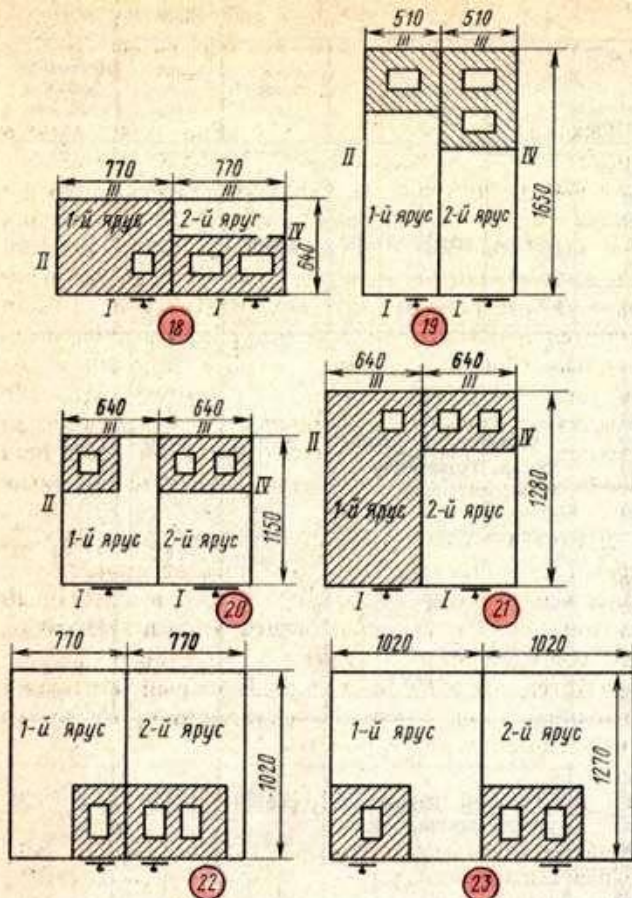 510 510
III III
770 770
III III
1-й ярус 2-й ярус
II IV
640
I I
18
II IV
1-й ярус 2-й ярус
1650
I I
19
640 640
III
II IV
1-й ярус 2-й ярус
1150
I I
20
640 640
III III
II IV
1-й ярус 2-й ярус
1280
I I
21
770 770
1-й ярус 2-й ярус
1020
22
1020 1020
1-й ярус 2-й ярус
1270
23